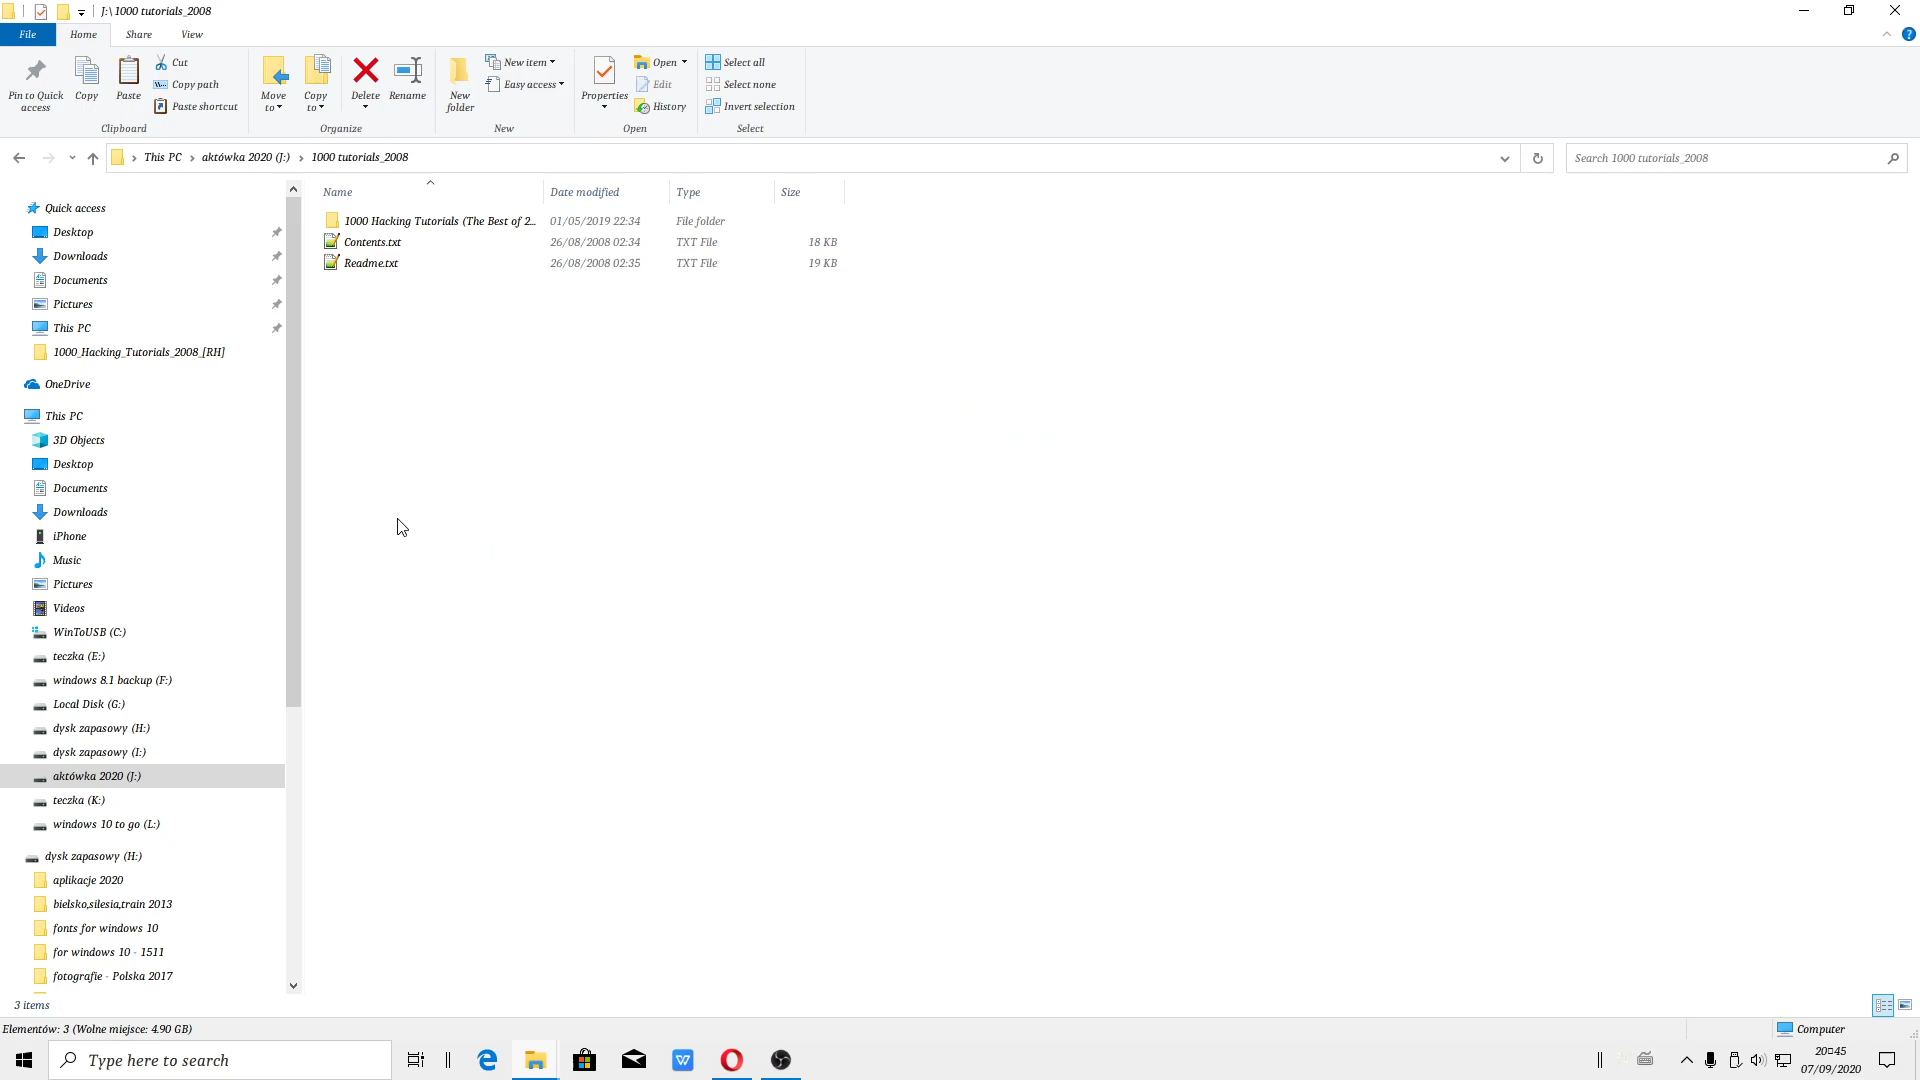 J:\1000 tutorials_2008
File
Home
Share
View
Pin to Quick
access
Copy
Paste
Cut
Copy path
Paste shortcut
Clipboard
Move
to
Copy
to
Delete
Rename
Organize
New
folder
New item
Easy access
New
Properties
Open
Edit
History
Open
Select all
Select none
Invert selection
Select
This PC
aktówka 2020 (J:)
1000 tutorials_2008
Search 1000 tutorials_2008
Name
Date modified
Type
Size
1000 Hacking Tutorials (The Best of 2... 01/05/2019 22:34 File folder
Contents.txt 26/08/2008 02:34 TXT File 18 KB
Readme.txt 26/08/2008 02:35 TXT File 19 KB
Quick access
Desktop
Downloads
Documents
Pictures
This PC
1000_Hacking_Tutorials_2008_[RH]
OneDrive
This PC
3D Objects
Desktop
Documents
Downloads
iPhone
Music
Pictures
Videos
WinToUSB (C:)
teczka (E:)
windows 8.1 backup (F:)
Local Disk (G:)
dysk zapasowy (H:)
dysk zapasowy (I:)
aktówka 2020 (J:)
teczka (K:)
windows 10 to go (L:)
dysk zapasowy (H:)
aplikacje 2020
bielsko,silesia,train 2013
fonts for windows 10
for windows 10 - 1511
fotografie - Polska 2017
3 items
Elementów: 3 (Wolne miejsce: 4.90 GB)
Computer
Type here to search
20□45
07/09/2020